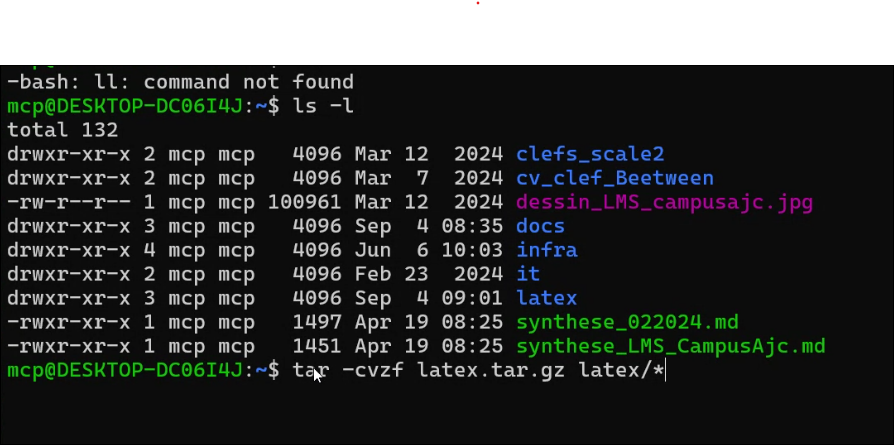 -bash: ll: command not found
mcp@DESKTOP-DC06I4J:~$ ls -l
total 132
drwxr-xr-x 2 mcp mcp   4096 Mar 12  2024 clefs_scale2
drwxr-xr-x 2 mcp mcp   4096 Mar  7  2024 cv_clef_Beetween
-rw-r--r-- 1 mcp mcp 100961 Mar 12  2024 dessin_LMS_campusajc.jpg
drwxr-xr-x 3 mcp mcp   4096 Sep  4 08:35 docs
drwxr-xr-x 4 mcp mcp   4096 Jun  6 10:03 infra
drwxr-xr-x 2 mcp mcp   4096 Feb 23  2024 it
drwxr-xr-x 3 mcp mcp   4096 Sep  4 09:01 latex
-rwxr-xr-x 1 mcp mcp   1497 Apr 19 08:25 synthese_022024.md
-rwxr-xr-x 1 mcp mcp   1451 Apr 19 08:25 synthese_LMS_CampusAjc.md
mcp@DESKTOP-DC06I4J:~$ tar -cvzf latex.tar.gz latex/*